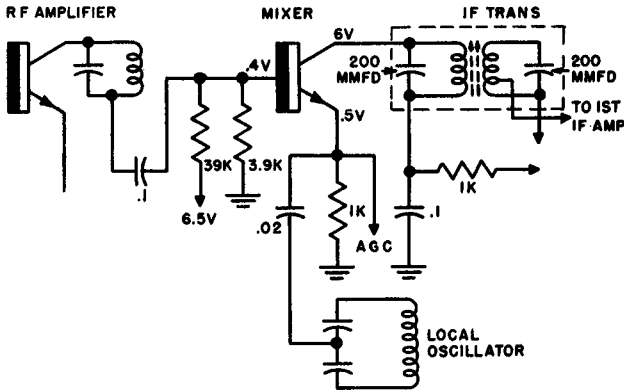 RF AMPLIFIER
MIXER
IF TRANS
6V
.4V
200
MMFD
200
MMFD
.5V
TO 1ST
IF AMP
39K
3.9K
.1
6.5V
.02
1K
AGC
1K
.1
LOCAL
OSCILLATOR